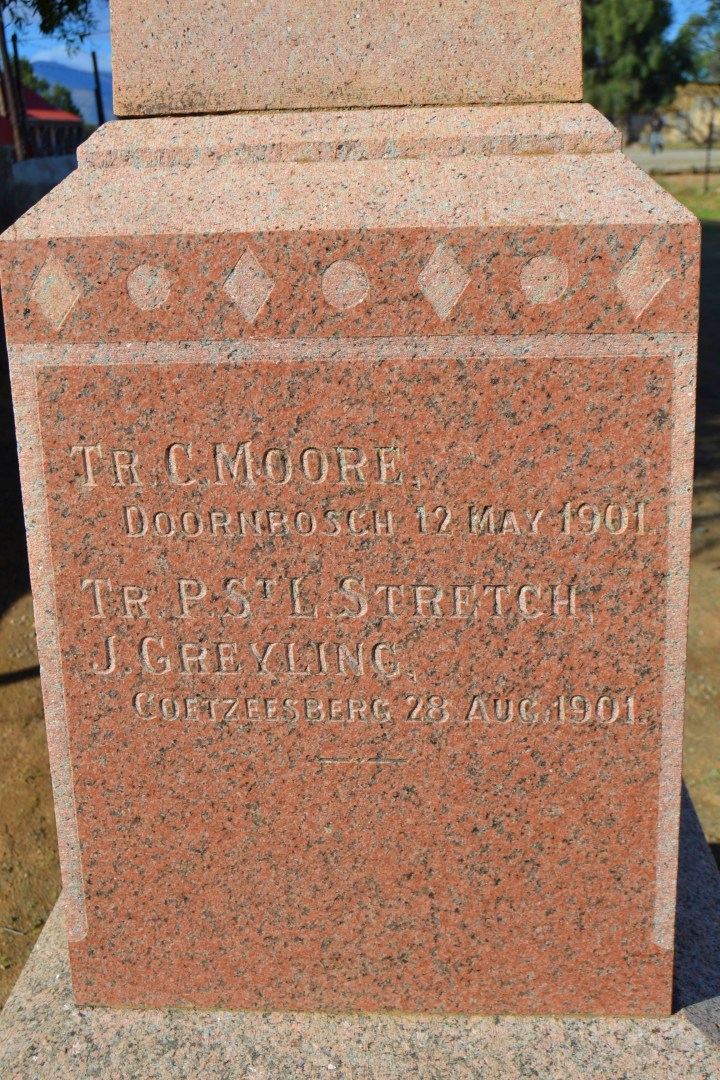 TR. C. MOORE,
DOORNBOSCH 12 MAY 1901.
TR. P. ST L. STRETCH,
J. GREYLING,
COETZEESBERG 28 AUG. 1901.